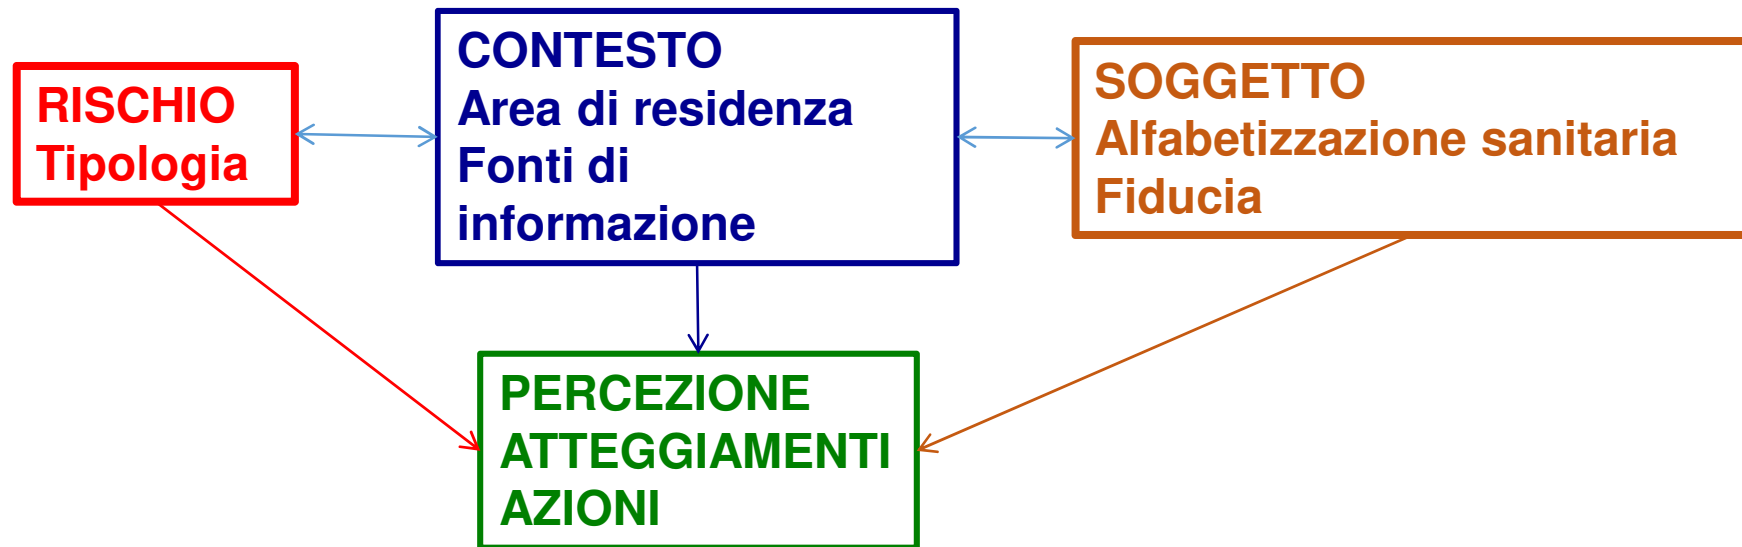 RISCHIO
Tipologia
CONTESTO
Area di residenza
Fonti di
informazione
SOGGETTO
Alfabetizzazione sanitaria
Fiducia
PERCEZIONE
ATTEGGIAMENTI
AZIONI